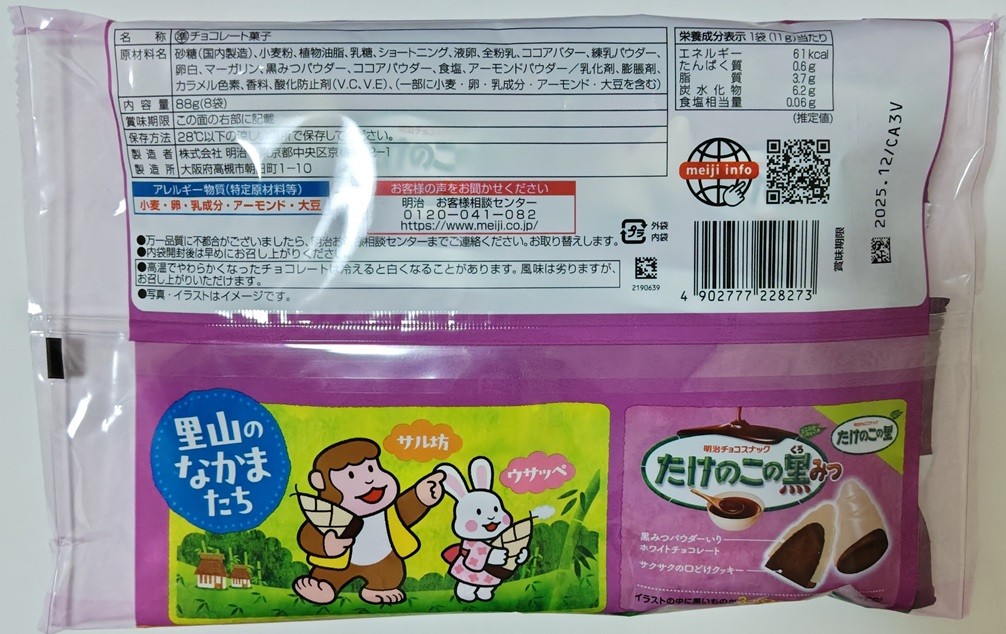 名 称 準チョコレート菓子
原材料名 砂糖(国内製造)、小麦粉、植物油脂、乳糖、ショートニング、液卵、全粉乳、ココアバター、練乳パウダー、
卵白、マーガリン、黒みつパウダー、ココアパウダー、食塩、アーモンドパウダー/乳化剤、膨脹剤、
カラメル色素、香料、酸化防止剤(V.C、V.E)、(一部に小麦・卵・乳成分・アーモンド・大豆を含む)
内容量 88g(8袋)
賞味期限 この面の右部に記載
保存方法 28℃以下の で保存して さい。
製造者 株式会社 明治 京都中央区京 2-1
製造所 大阪府高槻市朝日町1-10
アレルギー物質(特定原材料等)
小麦・卵・乳成分・アーモンド・大豆
お客様の声をお聞かせください
明治 お客様相談センター
0120-041-082
https://www.meiji.co.jp/
●万一品質に不都合がございましたら、明治お 相談センターまでご連絡ください。お取り替えします。
●内袋開封後は早めにお召し上がりくださ
●高温でやわらかくなったチョコレート 冷えると白くなることがあります。風味は劣りますが、
お召し上がりいただけます。
●写真・イラストはイメージです。
プラ 外袋
内袋
2190639
栄養成分表示 1袋(11g)当たり
エネルギー 61kcal
たんぱく質 0.6g
脂質 3.7g
炭水化物 6.2g
食塩相当量 0.06g
(推定値)
meiji info
4 902777 228273
賞味期限
2025.12/CA3V
里山の
なかま
たち
サル坊
ウサッペ
たけのこの里
明治チョコスナック
たけのこの黒みつ
くろ
黒みつパウダーいり
ホワイトチョコレート
サクサクの口どけクッキー
イラストの中に黒いものが